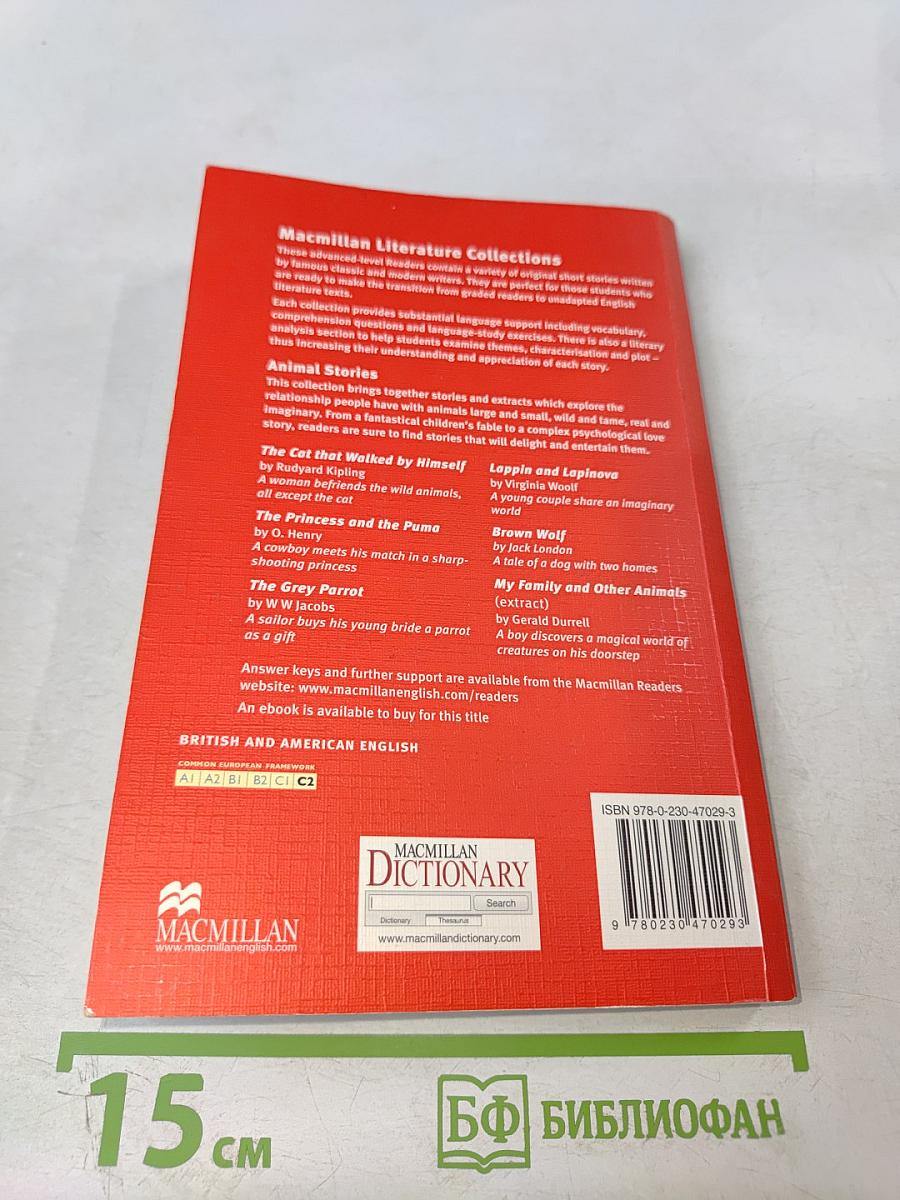 Macmillan Literature Collections
These advanced-level Readers contain a variety of original short stories written
by famous classic and modern writers. They are perfect for those students who
are ready to make the transition from graded readers to unadapted English
literature texts.
Each collection provides substantial language support including vocabulary,
comprehension questions and language-study exercises. There is also a literary
analysis section to help students examine themes, characterisation and plot –
thus increasing their understanding and appreciation of each story.
Animal Stories
This collection brings together stories and extracts which explore the
relationship people have with animals large and small, wild and tame, real and
imaginary. From a fantastical children's fable to a complex psychological love
story, readers are sure to find stories that will delight and entertain them.
The Cat that Walked by Himself
by Rudyard Kipling
A woman befriends the wild animals,
all except the cat
The Princess and the Puma
by O. Henry
A cowboy meets his match in a sharp-
shooting princess
The Grey Parrot
by W W Jacobs
A sailor buys his young bride a parrot
as a gift
Lappin and Lapinova
by Virginia Woolf
A young couple share an imaginary
world
Brown Wolf
by Jack London
A tale of a dog with two homes
My Family and Other Animals
(extract)
by Gerald Durrell
A boy discovers a magical world of
creatures on his doorstep
Answer keys and further support are available from the Macmillan Readers
website: www.macmillanenglish.com/readers
An ebook is available to buy for this title
BRITISH AND AMERICAN ENGLISH
COMMON EUROPEAN FRAMEWORK
A1 A2 B1 B2 C1 C2
MACMILLAN
www.macmillanenglish.com
MACMILLAN
DICTIONARY
Search
Dictionary Thesaurus
www.macmillandictionary.com
ISBN 978-0-230-47029-3
9 780230 470293
15 см
БФ БИБЛИОФАН